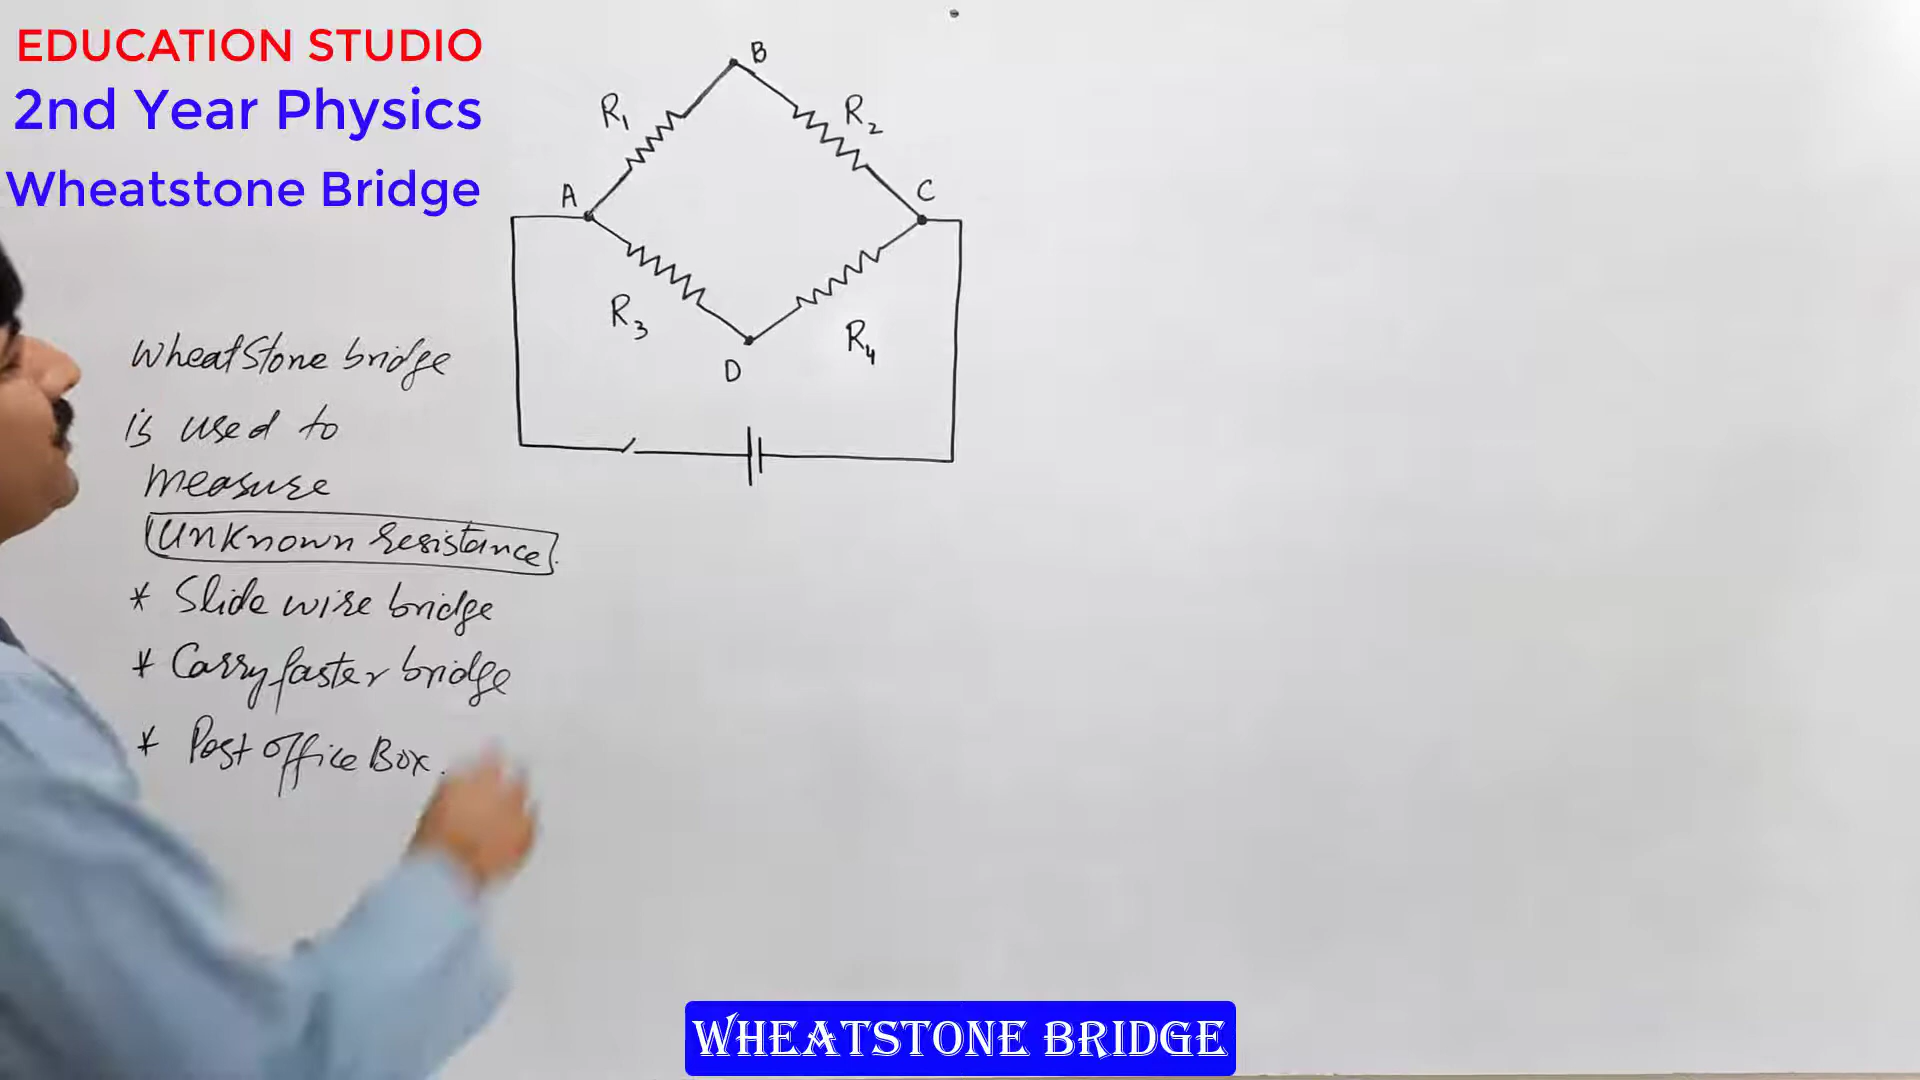 EDUCATION STUDIO
2nd Year Physics
Wheatstone Bridge
B
R1
R2
A
C
R3
R4
D
WheatStone bridge
is used to
measure
Unknown resistance.
* Slide wire bridge
* Carry faster bridge
* Post office Box.
WHEATSTONE BRIDGE